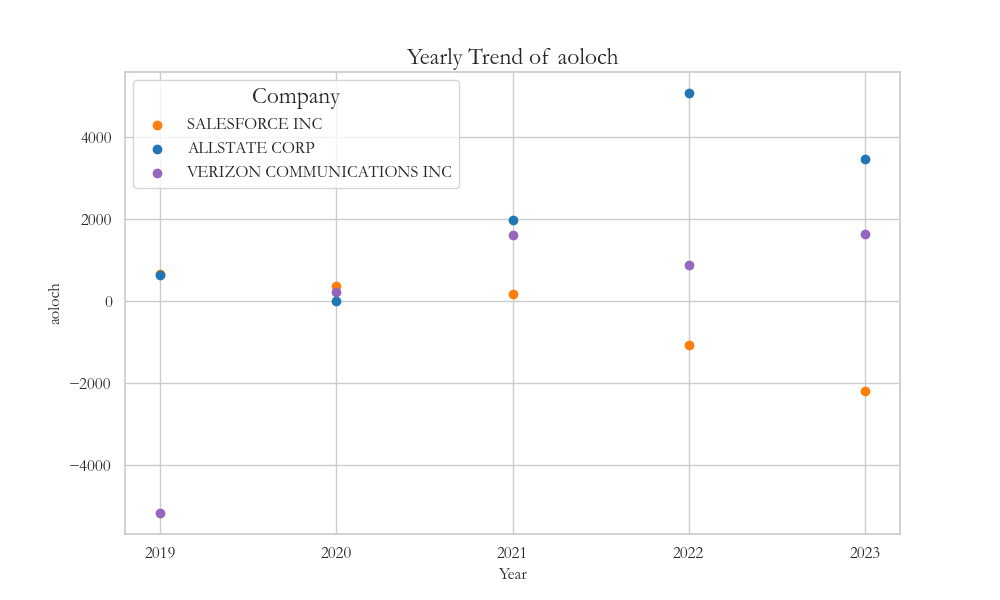 Yearly Trend of aoloch
Company
SALESFORCE INC
ALLSTATE CORP
VERIZON COMMUNICATIONS INC
aoloch
4000
2000
0
−2000
−4000
2019 2020 2021 2022 2023
Year